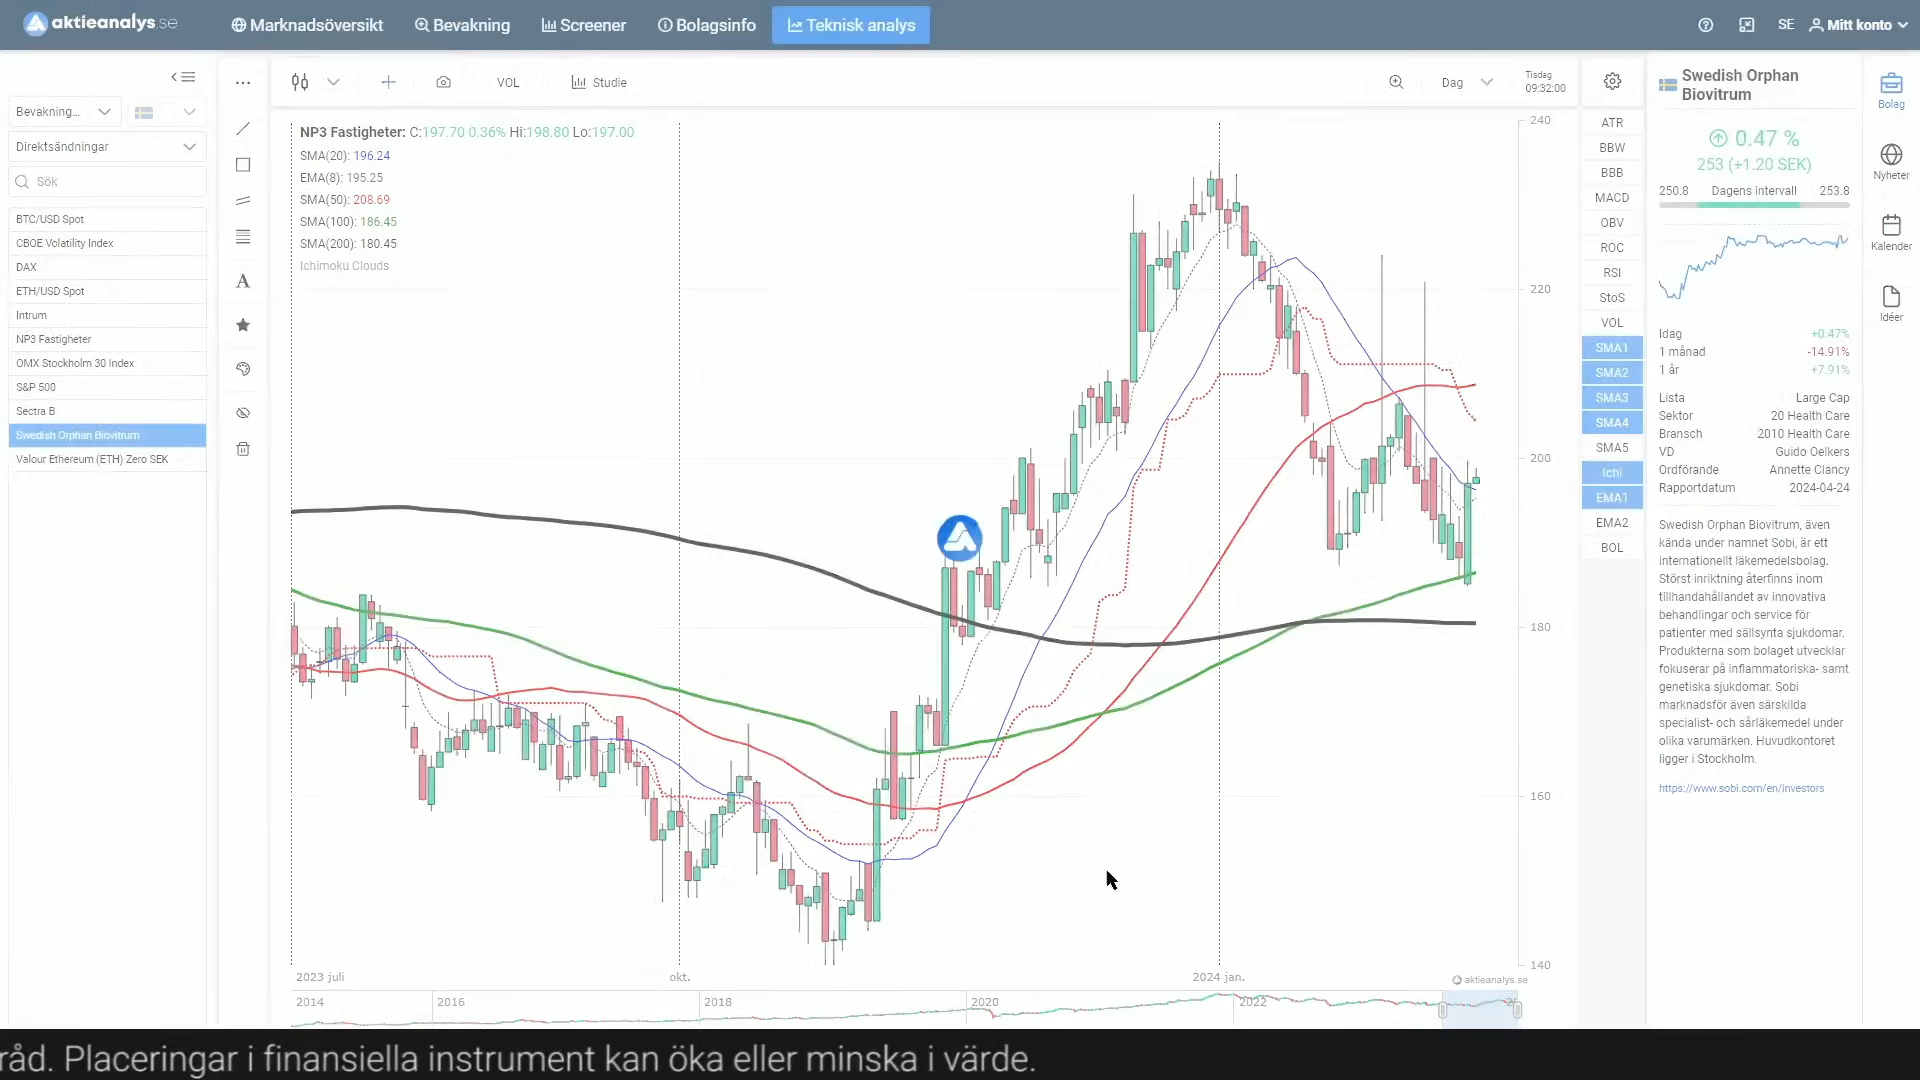 aktieanalys.se
Marknadsöversikt
Bevakning
Screener
Bolagsinfo
Teknisk analys
SE
Mitt konto
Bevakning...
Direktsändningar
Sök
BTC/USD Spot
CBOE Volatility Index
DAX
ETH/USD Spot
Intrum
NP3 Fastigheter
OMX Stockholm 30 Index
S&P 500
Sectra B
Swedish Orphan Biovitrum
Valour Ethereum (ETH) Zero SEK
VOL
Studie
Dag
Tisdag
09:32:00
NP3 Fastigheter: C:197.70 0.36% Hi:198.80 Lo:197.00
SMA(20): 196.24
EMA(8): 195.25
SMA(50): 208.69
SMA(100): 186.45
SMA(200): 180.45
Ichimoku Clouds
240
220
200
180
160
140
2023 juli
okt.
2024 jan.
aktieanalys.se
2014
2016
2018
2020
2022
ATR
BBW
BBB
MACD
OBV
ROC
RSI
StoS
VOL
SMA1
SMA2
SMA3
SMA4
SMA5
Ichi
EMA1
EMA2
BOL
Swedish Orphan
Biovitrum
0.47 %
253 (+1.20 SEK)
250.8 Dagens intervall 253.8
Idag +0.47%
1 månad -14.91%
1 år +7.91%
Lista Large Cap
Sektor 20 Health Care
Bransch 2010 Health Care
VD Guido Oelkers
Ordförande Annette Clancy
Rapportdatum 2024-04-24
Swedish Orphan Biovitrum, även
kända under namnet Sobi, är ett
internationellt läkemedelsbolag.
Störst inriktning återfinns inom
tillhandahållandet av innovativa
behandlingar och service för
patienter med sällsynta sjukdomar.
Produkterna som bolaget utvecklar
fokuserar på inflammatoriska- samt
genetiska sjukdomar. Sobi
marknadsför även särskilda
specialist- och sårläkemedel under
olika varumärken. Huvudkontoret
ligger i Stockholm.
https://www.sobi.com/en/investors
Bolag
Nyheter
Kalender
Idéer
råd. Placeringar i finansiella instrument kan öka eller minska i värde.